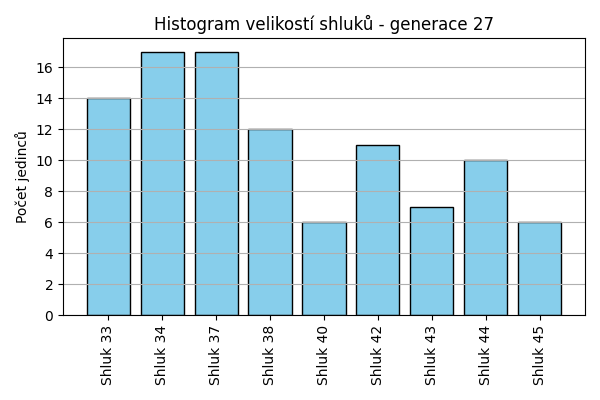 Histogram velikostí shluků - generace 27
Počet jedinců
16
14
12
10
8
6
4
2
0
Shluk 33
Shluk 34
Shluk 37
Shluk 38
Shluk 40
Shluk 42
Shluk 43
Shluk 44
Shluk 45